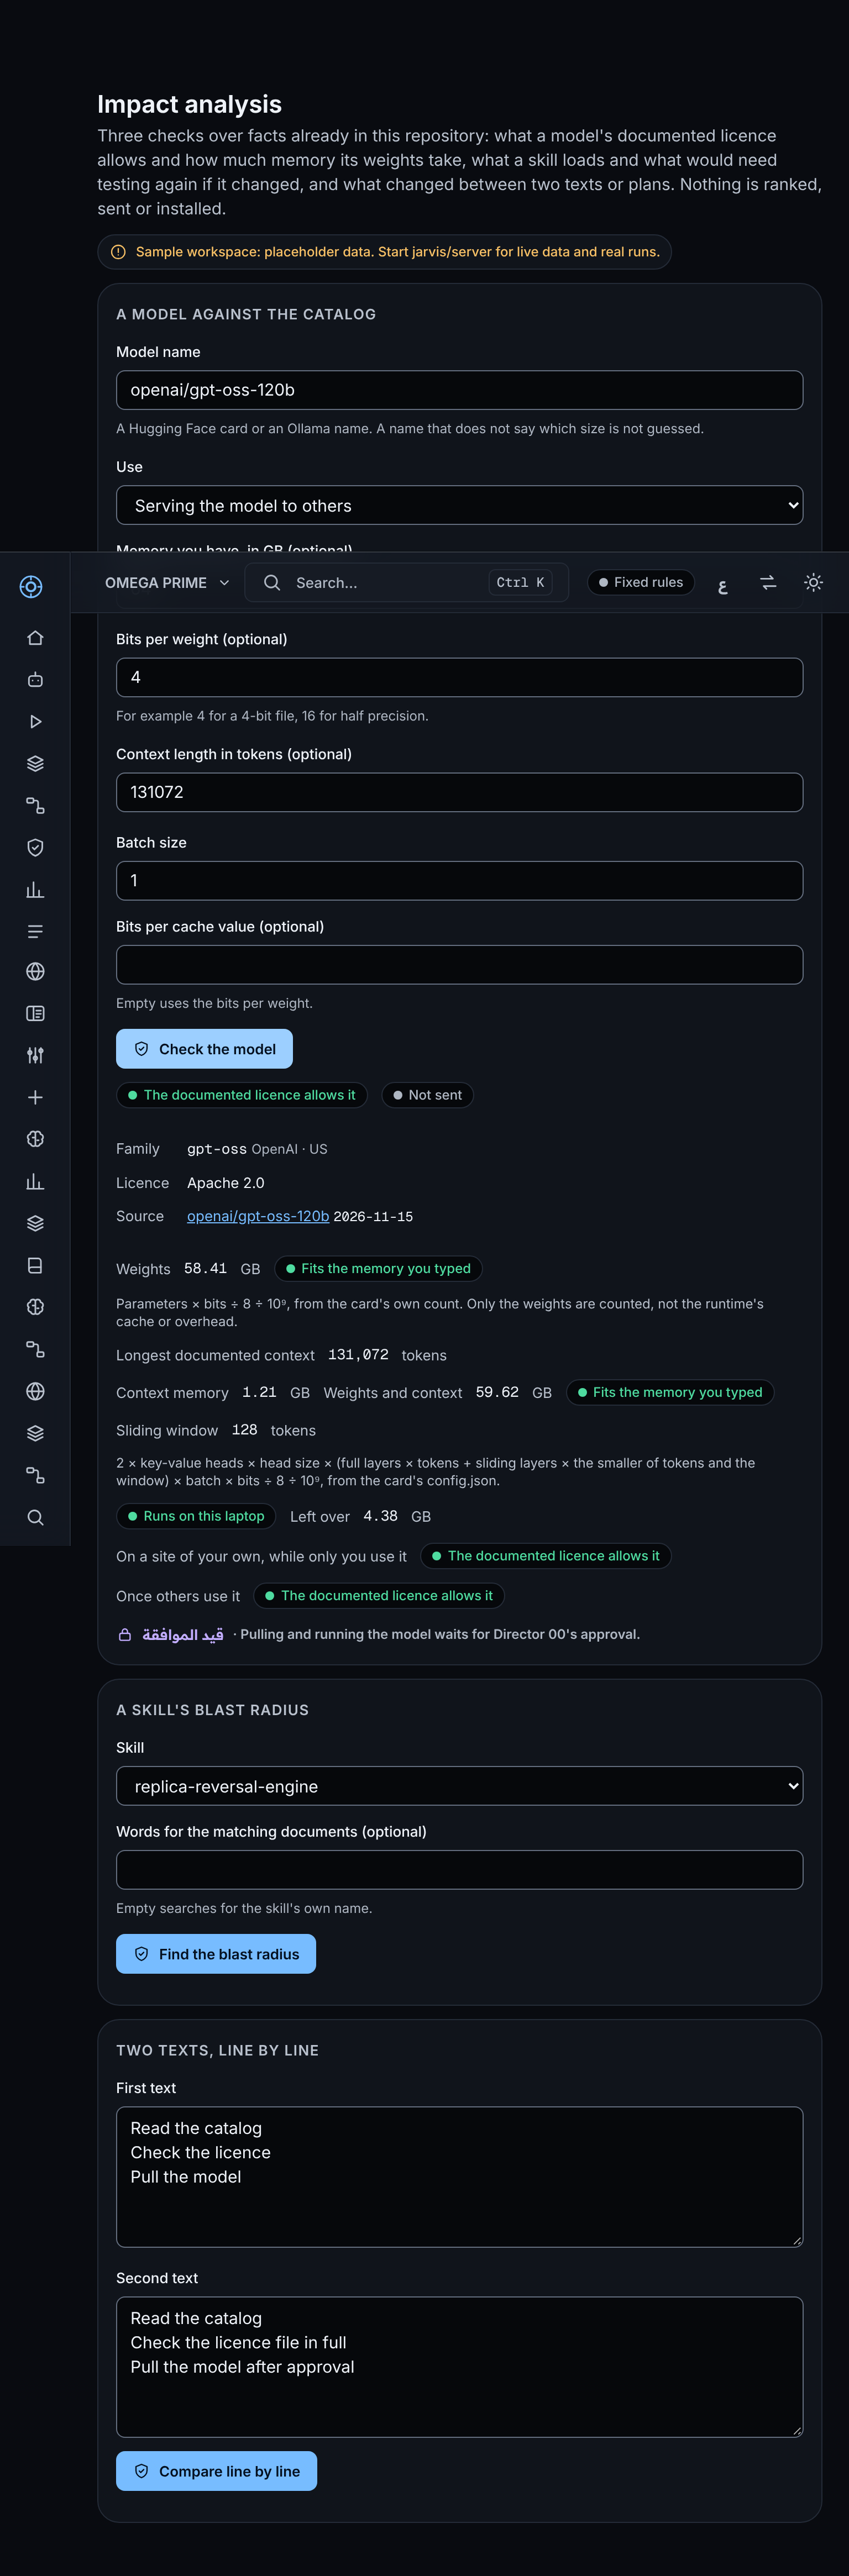 Impact analysis
Three checks over facts already in this repository: what a model's documented licence
allows and how much memory its weights take, what a skill loads and what would need
testing again if it changed, and what changed between two texts or plans. Nothing is ranked,
sent or installed.
Sample workspace: placeholder data. Start jarvis/server for live data and real runs.
A MODEL AGAINST THE CATALOG
Model name
openai/gpt-oss-120b
A Hugging Face card or an Ollama name. A name that does not say which size is not guessed.
Use
Serving the model to others
Memory you have, in GB (optional)
OMEGA PRIME
Search...
Ctrl K
Fixed rules
ع
Bits per weight (optional)
4
For example 4 for a 4-bit file, 16 for half precision.
Context length in tokens (optional)
131072
Batch size
1
Bits per cache value (optional)
Empty uses the bits per weight.
Check the model
The documented licence allows it
Not sent
Family gpt-oss OpenAI · US
Licence Apache 2.0
Source openai/gpt-oss-120b 2026-11-15
Weights 58.41 GB Fits the memory you typed
Parameters × bits ÷ 8 ÷ 10⁹, from the card's own count. Only the weights are counted, not the runtime's
cache or overhead.
Longest documented context 131,072 tokens
Context memory 1.21 GB Weights and context 59.62 GB Fits the memory you typed
Sliding window 128 tokens
2 × key-value heads × head size × (full layers × tokens + sliding layers × the smaller of tokens and the
window) × batch × bits ÷ 8 ÷ 10⁹, from the card's config.json.
Runs on this laptop Left over 4.38 GB
On a site of your own, while only you use it The documented licence allows it
Once others use it The documented licence allows it
قيد الموافقة · Pulling and running the model waits for Director 00's approval.
A SKILL'S BLAST RADIUS
Skill
replica-reversal-engine
Words for the matching documents (optional)
Empty searches for the skill's own name.
Find the blast radius
TWO TEXTS, LINE BY LINE
First text
Read the catalog
Check the licence
Pull the model
Second text
Read the catalog
Check the licence file in full
Pull the model after approval
Compare line by line